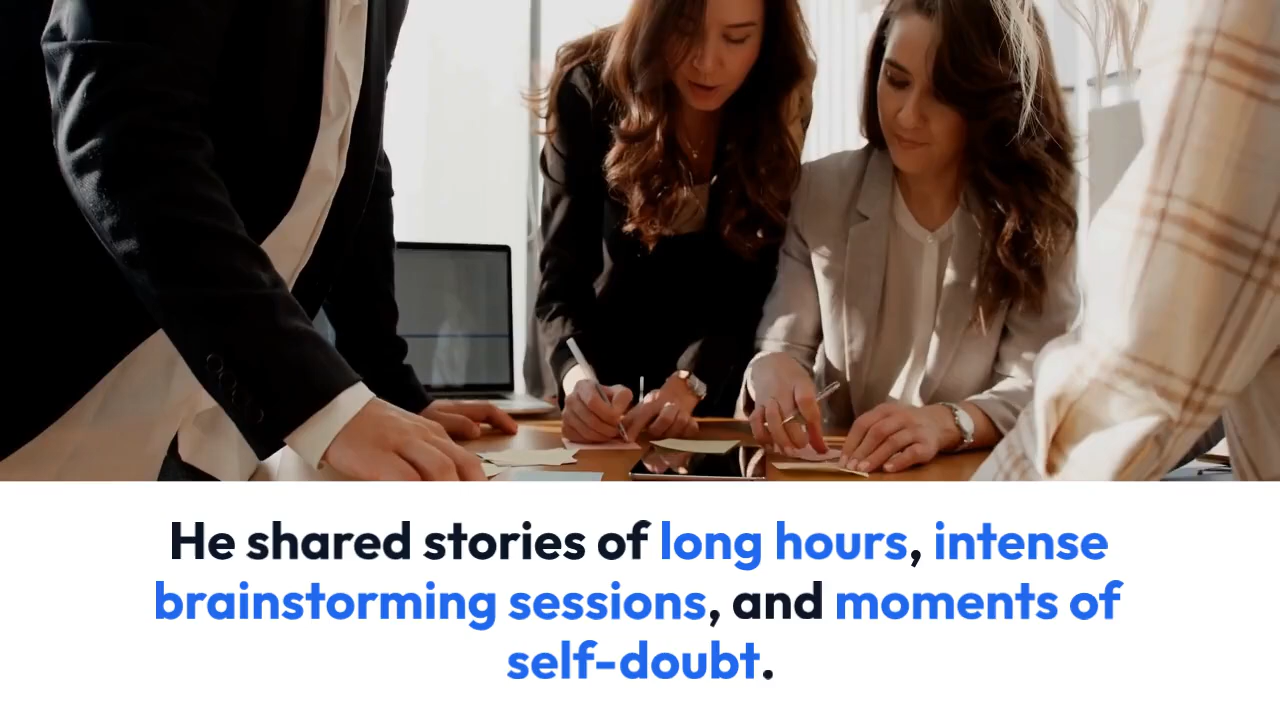 He shared stories of long hours, intense
brainstorming sessions, and moments of
self-doubt.